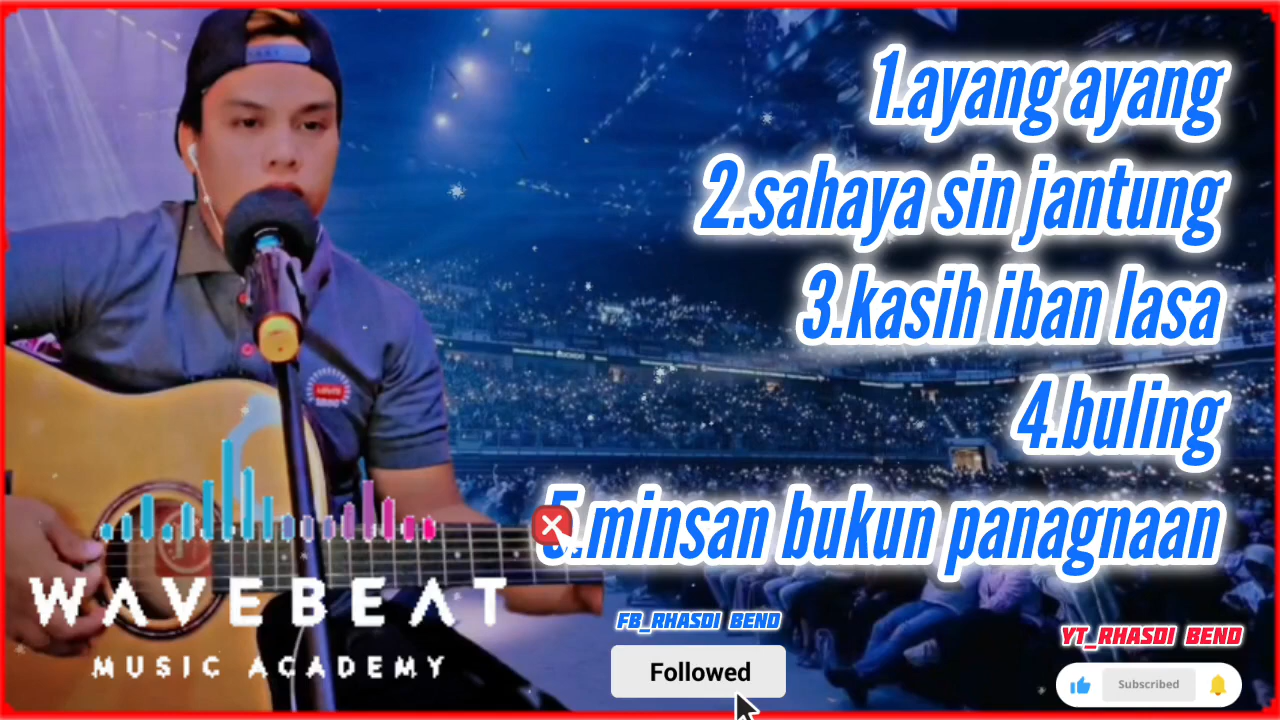 1.ayang ayang
2.sahaya sin jantung
3.kasih iban lasa
4.buling
5.minsan bukun panagnaan
WAVEBEAT
MUSIC ACADEMY
FB_RHASDI BEND
Followed
YT_RHASDI BEND
Subscribed